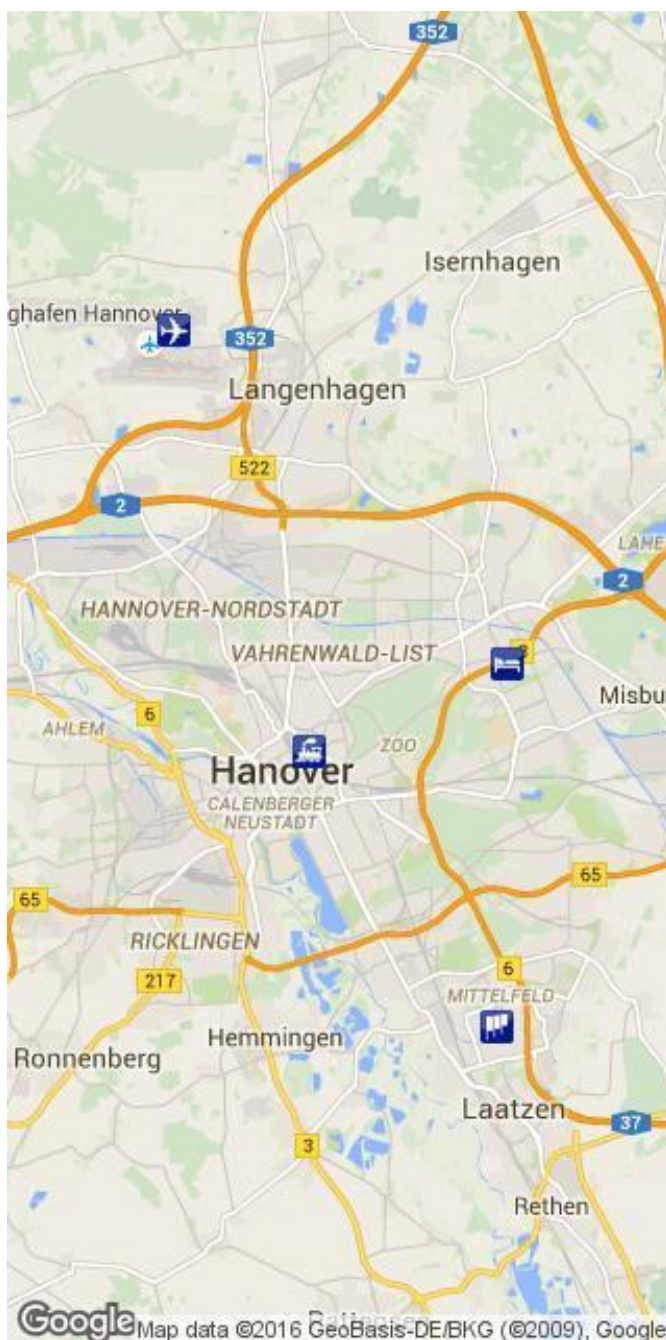 352
Isernhagen
ghafen Hannover
352
Langenhagen
522
2
LAHE
2
HANNOVER-NORDSTADT
VAHRENWALD-LIST
3
Misbu
6
AHLEM
ZOO
Hanover
CALENBERGER
NEUSTADT
65
65
RICKLINGEN
6
217
MITTELFELD
Hemmingen
Ronnenberg
Laatzen
37
3
Rethen
Google Map data ©2016 GeoBasis-DE/BKG (©2009), Google